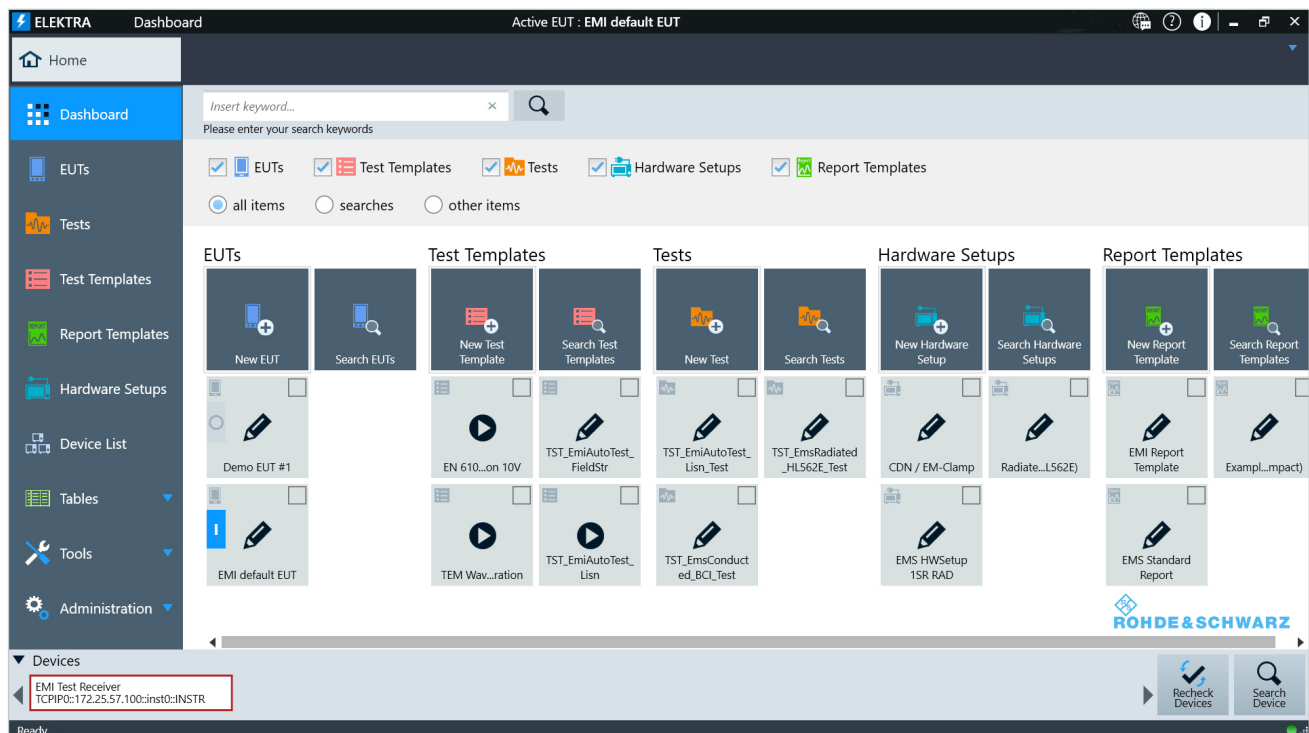 ELEKTRA Dashboard Active EUT : EMI default EUT
Home
Dashboard
EUTs
Tests
Test Templates
Report Templates
Hardware Setups
Device List
Tables
Tools
Administration
Insert keyword...
Please enter your search keywords
EUTs Test Templates Tests Hardware Setups Report Templates
all items searches other items
EUTs Test Templates Tests Hardware Setups Report Templates
New EUT
Search EUTs
New Test
Template
Search Test
Templates
New Test
Search Tests
New Hardware
Setup
Search Hardware
Setups
New Report
Template
Search Report
Templates
Demo EUT #1
EN 610...on 10V
TST_EmiAutoTest_
FieldStr
TST_EmiAutoTest_
Lisn_Test
TST_EmsRadiated
_HL562E_Test
CDN / EM-Clamp
Radiate...L562E)
EMI Report
Template
Exampl...mpact)
EMI default EUT
TEM Wav...ration
TST_EmiAutoTest_
Lisn
TST_EmsConduct
ed_BCI_Test
EMS HWSetup
1SR RAD
EMS Standard
Report
R&S
ROHDE&SCHWARZ
Devices
EMI Test Receiver
TCPIP0::172.25.57.100::inst0::INSTR
Recheck
Devices
Search
Device
Ready